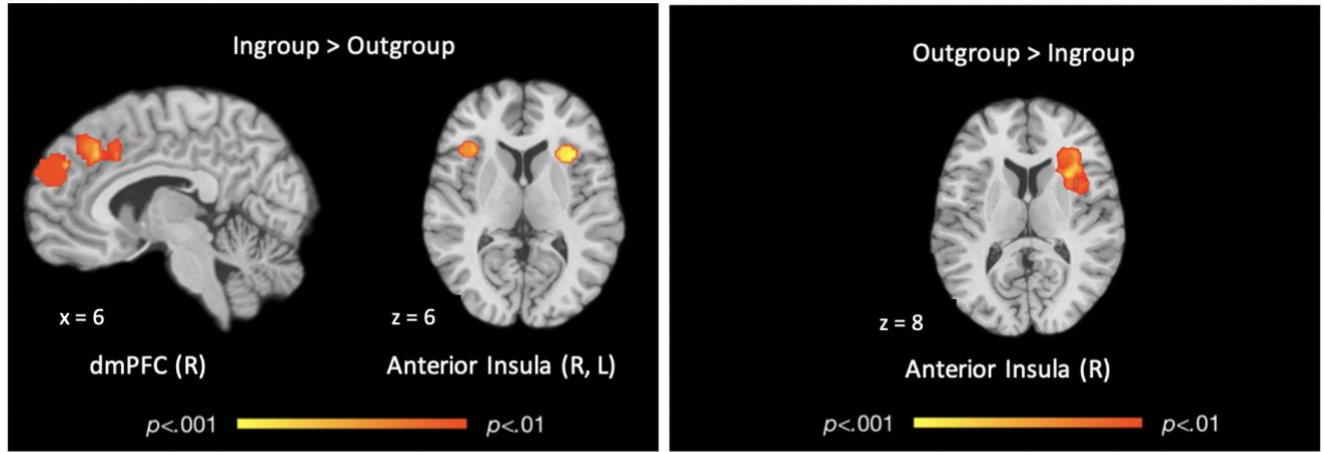 Ingroup > Outgroup
x = 6
z = 6
dmPFC (R)
Anterior Insula (R, L)
p<.001
p<.01
Outgroup > Ingroup
z = 8
Anterior Insula (R)
p<.001
p<.01